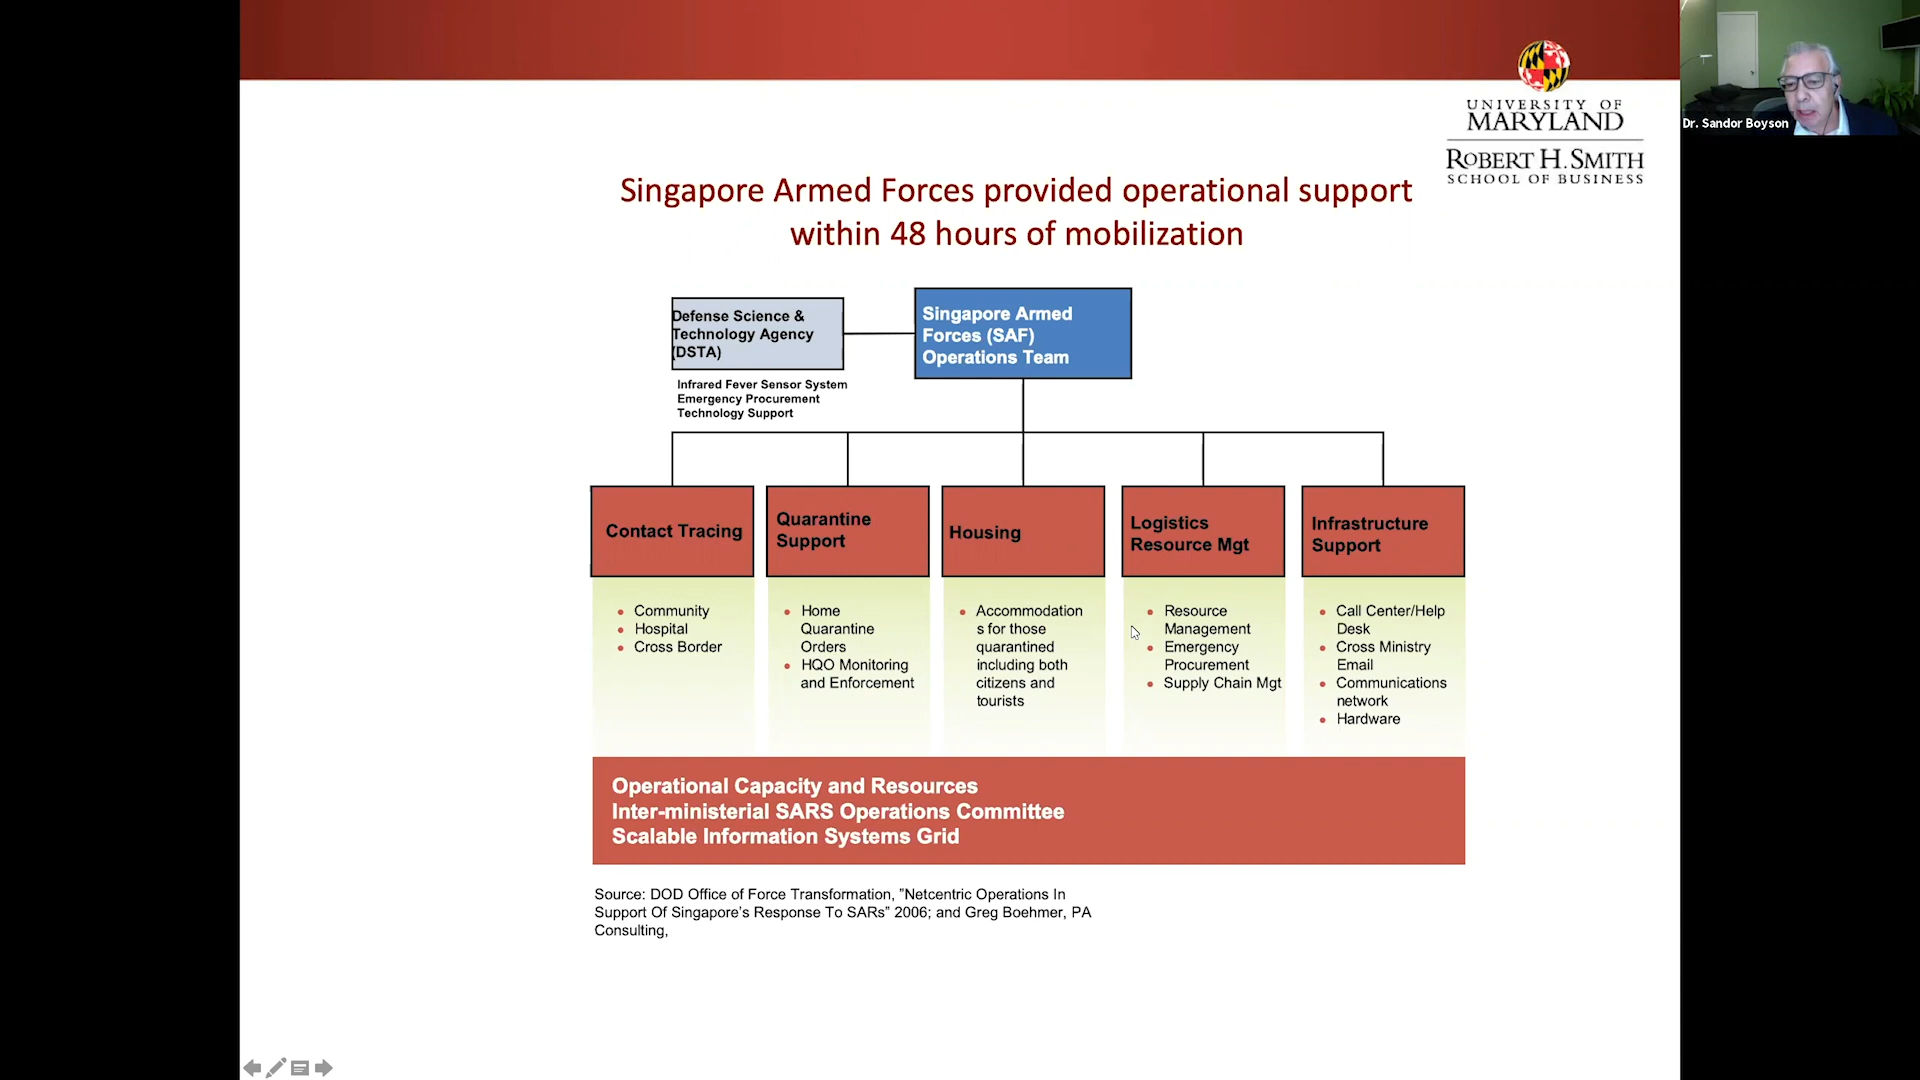 UNIVERSITY OF
MARYLAND
ROBERT H. SMITH
SCHOOL OF BUSINESS
Dr. Sandor Boyson
Singapore Armed Forces provided operational support
within 48 hours of mobilization
Defense Science &
Technology Agency
(DSTA)
Singapore Armed
Forces (SAF)
Operations Team
Infrared Fever Sensor System
Emergency Procurement
Technology Support
Contact Tracing
Quarantine
Support
Housing
Logistics
Resource Mgt
Infrastructure
Support
Community
Hospital
Cross Border
Home
Quarantine
Orders
HQO Monitoring
and Enforcement
Accommodation
s for those
quarantined
including both
citizens and
tourists
Resource
Management
Emergency
Procurement
Supply Chain Mgt
Call Center/Help
Desk
Cross Ministry
Email
Communications
network
Hardware
Operational Capacity and Resources
Inter-ministerial SARS Operations Committee
Scalable Information Systems Grid
Source: DOD Office of Force Transformation, "Netcentric Operations In
Support Of Singapore's Response To SARs" 2006; and Greg Boehmer, PA
Consulting,